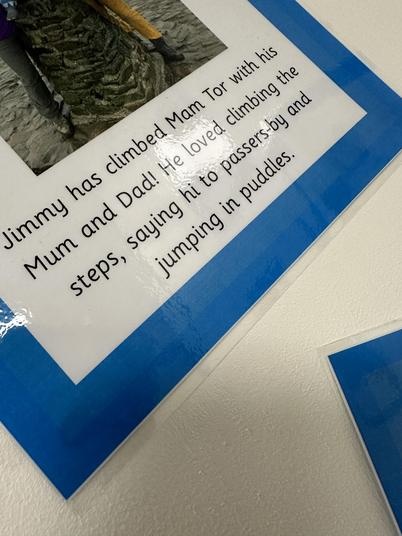 Jimmy has climbed Mam Tor with his
Mum and Dad! He loved climbing the
steps, saying hi to passers-by and
jumping in puddles.